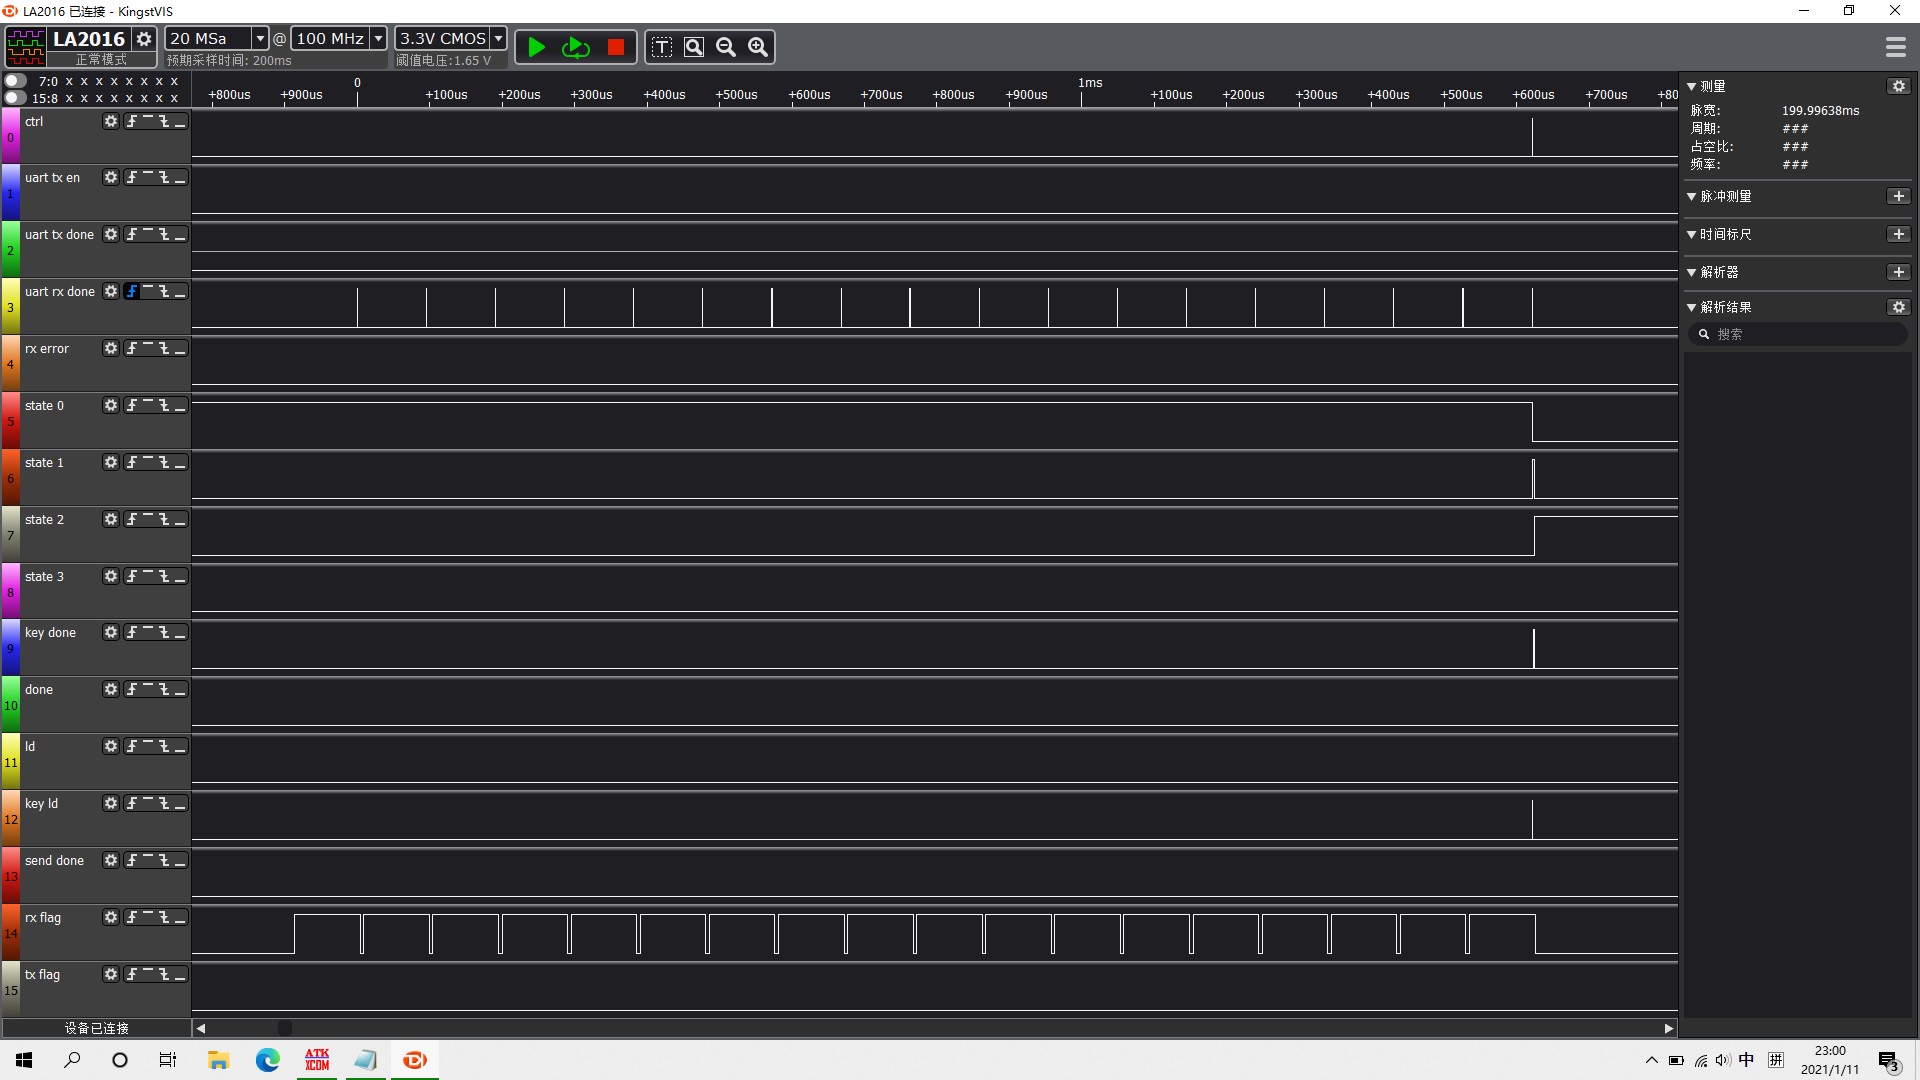 LA2016 已连接 - KingstVIS
LA2016
正常模式
20 MSa
@
100 MHz
预期采样时间: 200ms
3.3V CMOS
阈值电压:1.65 V
7:0 x x x x x x x x
15:8 x x x x x x x x
0
1ms
+800us
+900us
+100us
+200us
+300us
+400us
+500us
+600us
+700us
+800us
+900us
+100us
+200us
+300us
+400us
+500us
+600us
+700us
+80
0
ctrl
1
uart tx en
2
uart tx done
3
uart rx done
4
rx error
5
state 0
6
state 1
7
state 2
8
state 3
9
key done
10
done
11
ld
12
key ld
13
send done
14
rx flag
15
tx flag
设备已连接
测量
脉宽: 199.99638ms
周期: ###
占空比: ###
频率: ###
脉冲测量
时间标尺
解析器
解析结果
搜索
ATK
XCOM
中
拼
23:00
2021/1/11
3